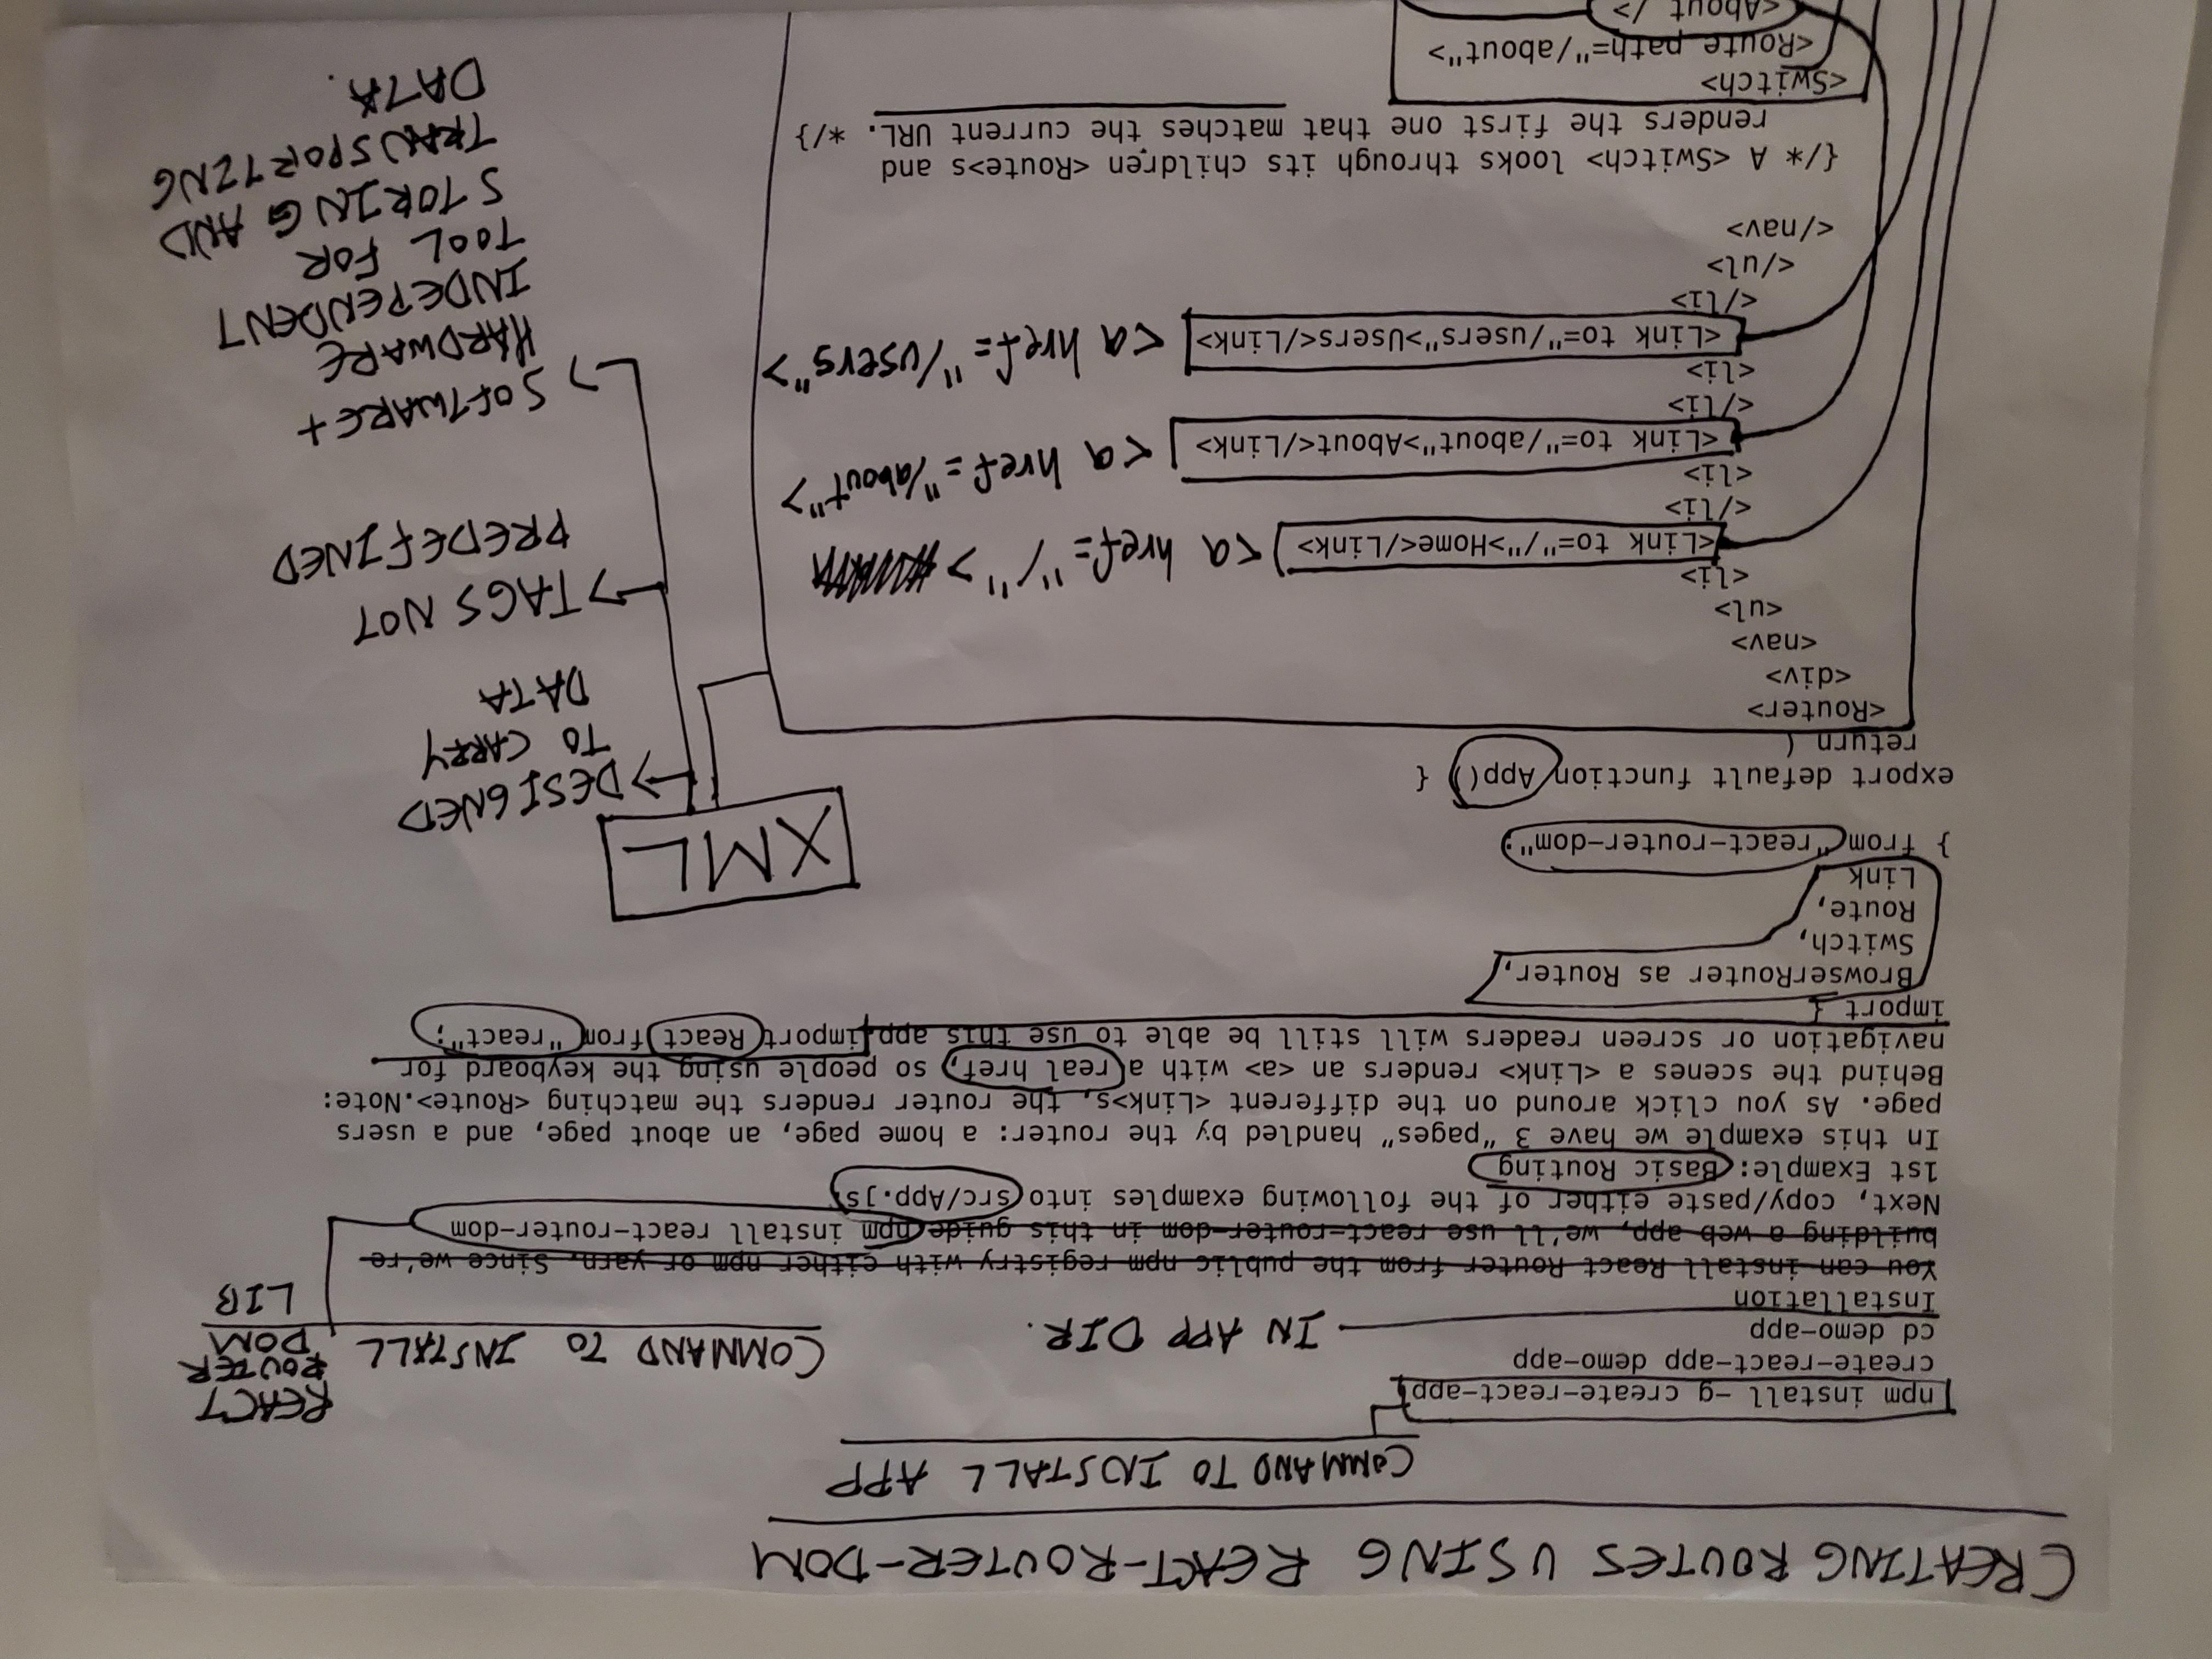 CREATING ROUTES USING REACT-ROUTER-DOM
COMMAND TO INSTALL APP
npm install -g create-react-app
create-react-app demo-app
cd demo-app
IN APP DIR.
COMMAND TO INSTALL
REACT
ROUTER
DOM
LIB
Installation
You can install React Router from the public npm registry with either npm or yarn. Since we're
building a web app, we'll use react-router-dom in this guide npm install react-router-dom
Next, copy/paste either of the following examples into src/App.js
1st Example: Basic Routing
In this example we have 3 "pages" handled by the router: a home page, an about page, and a users
page. As you click around on the different <Link>s, the router renders the matching <Route>.Note:
Behind the scenes a <Link> renders an <a> with a real href, so people using the keyboard for
navigation or screen readers will still be able to use this app. import React from "react";
import {
BrowserRouter as Router,
Switch,
Route,
Link
} from "react-router-dom";
export default function App() {
return (
<Router>
<div>
<nav>
<ul>
<li>
<Link to="/">Home</Link> <a href="/">
</li>
<li>
<Link to="/about">About</Link> <a href="/about">
</li>
<li>
<Link to="/users">Users</Link> <a href="/users">
</li>
</ul>
</nav>
{/* A <Switch> looks through its children <Route>s and
renders the first one that matches the current URL. */}
<Switch>
<Route path="/about">
<About />
XML
DESIGNED
TO CARRY
DATA
TAGS NOT
PREDEFINED
SOFTWARE+
HARDWARE
INDEPENDENT
TOOL FOR
STORING AND
TRANSPORTING
DATA.